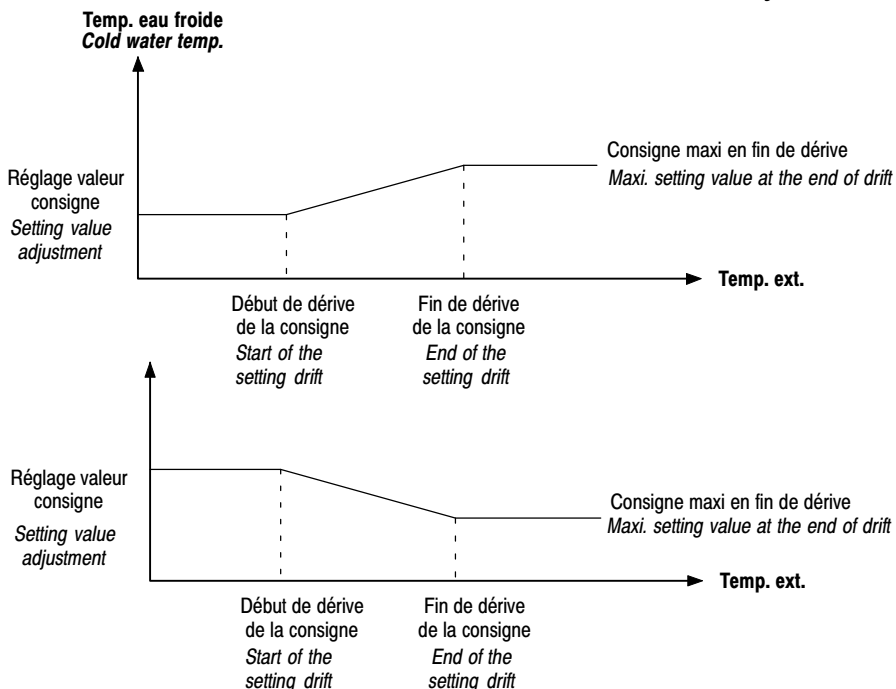 Temp. eau froide
Cold water temp.
Consigne maxi en fin de dérive
Maxi. setting value at the end of drift
Réglage valeur
consigne
Setting value
adjustment
Temp. ext.
Début de dérive
de la consigne
Start of the
setting drift
Fin de dérive
de la consigne
End of the
setting drift
Réglage valeur
consigne
Setting value
adjustment
Consigne maxi en fin de dérive
Maxi. setting value at the end of drift
Temp. ext.
Début de dérive
de la consigne
Start of the
setting drift
Fin de dérive
de la consigne
End of the
setting drift